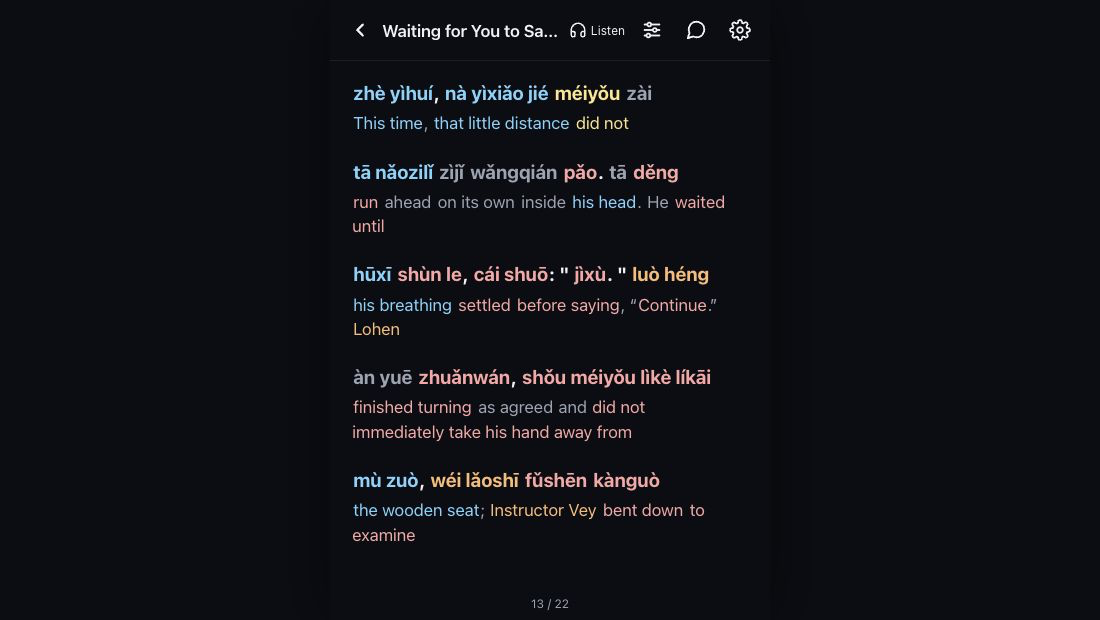 Waiting for You to Sa... Listen
zhè yìhuí, nà yìxiǎo jié méiyǒu zài
This time, that little distance did not
tā nǎozilǐ zìjǐ wǎngqián pǎo. tā děng
run ahead on its own inside his head. He waited
until
hūxī shùn le, cái shuō: " jìxù. " luò héng
his breathing settled before saying, “Continue.”
Lohen
àn yuē zhuǎnwán, shǒu méiyǒu lìkè líkāi
finished turning as agreed and did not
immediately take his hand away from
mù zuò, wéi lǎoshī fǔshēn kànguò
the wooden seat; Instructor Vey bent down to
examine
13 / 22